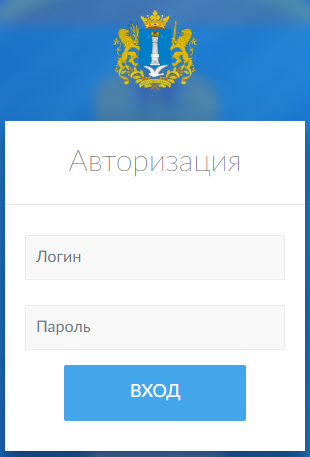 Авторизация
Логин
Пароль
ВХОД